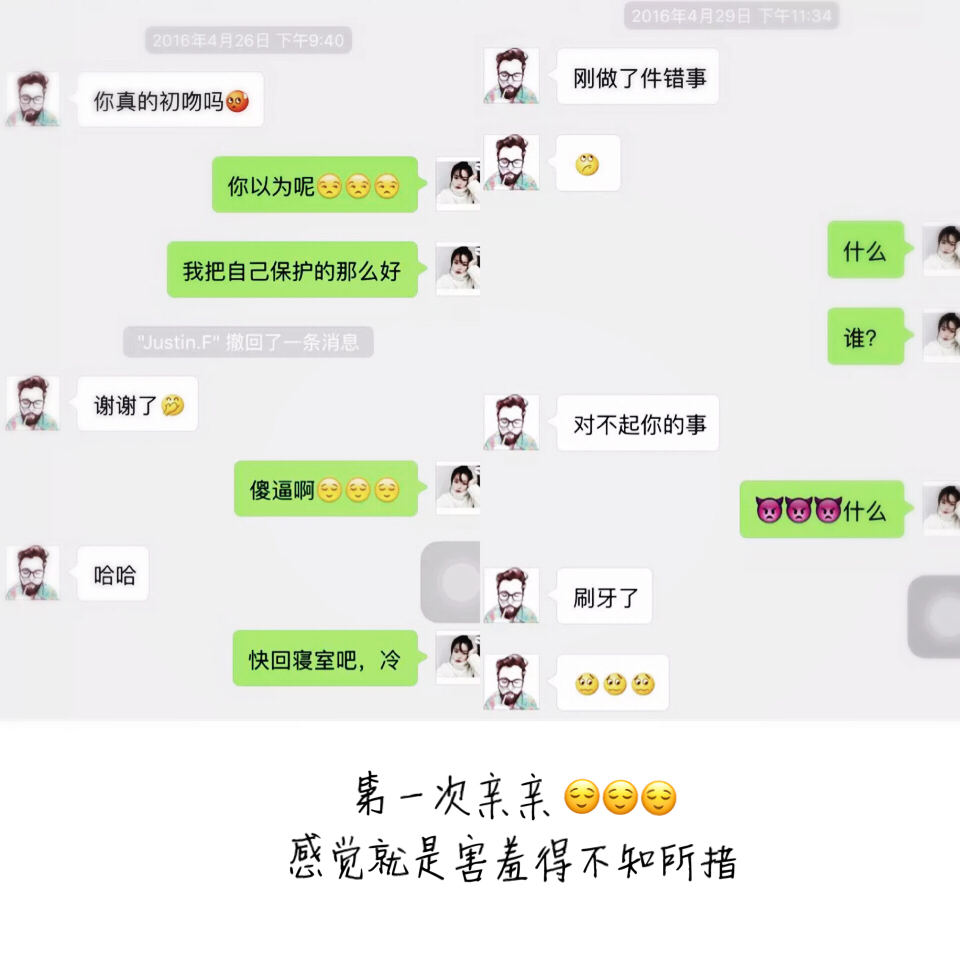 2016年4月26日 下午9:40
你真的初吻吗
你以为呢😒😒😒
我把自己保护的那么好
"Justin.F" 撤回了一条消息
谢谢了
傻逼啊😌😌😌
哈哈
快回寝室吧，冷
2016年4月29日 下午11:34
刚做了件错事
什么
谁?
对不起你的事
👿👿👿什么
刷牙了
第一次亲亲😌😌😌
感觉就是害羞得不知所措